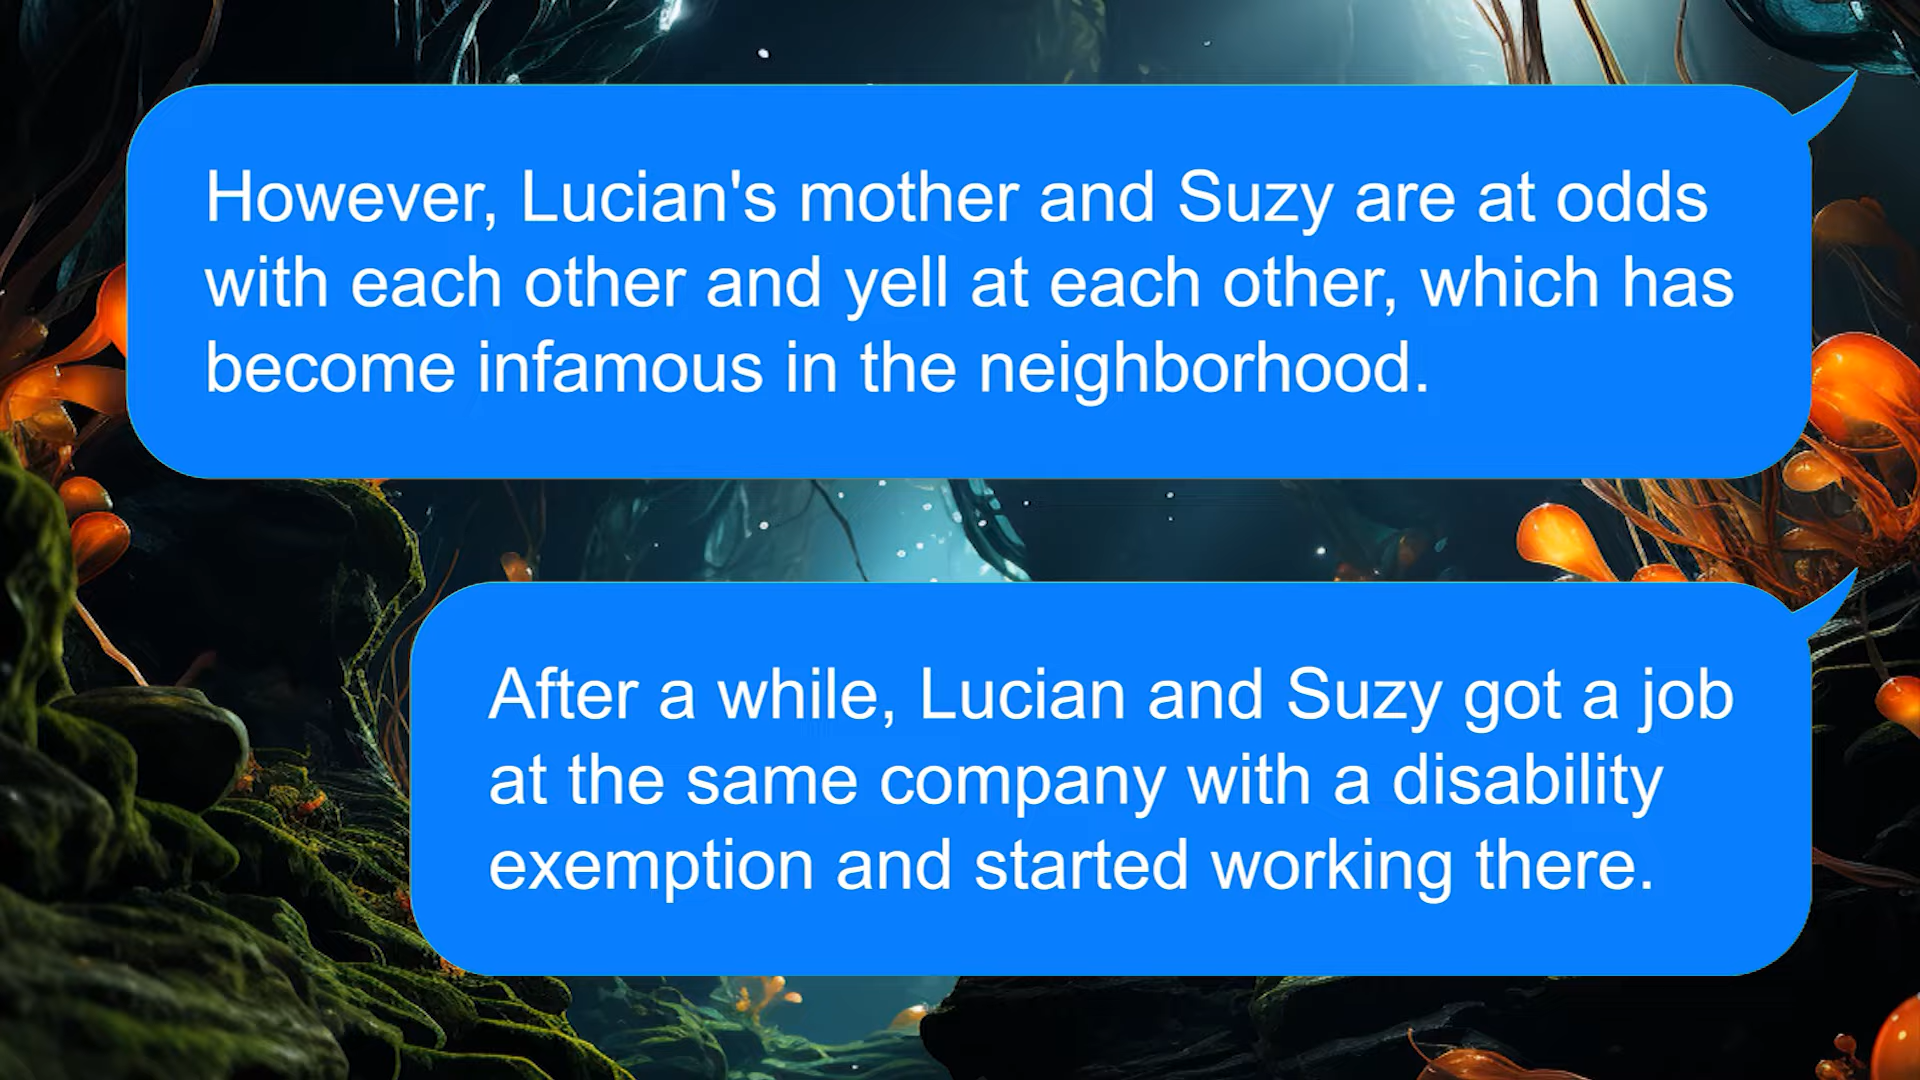 However, Lucian's mother and Suzy are at odds
with each other and yell at each other, which has
become infamous in the neighborhood.
After a while, Lucian and Suzy got a job
at the same company with a disability
exemption and started working there.